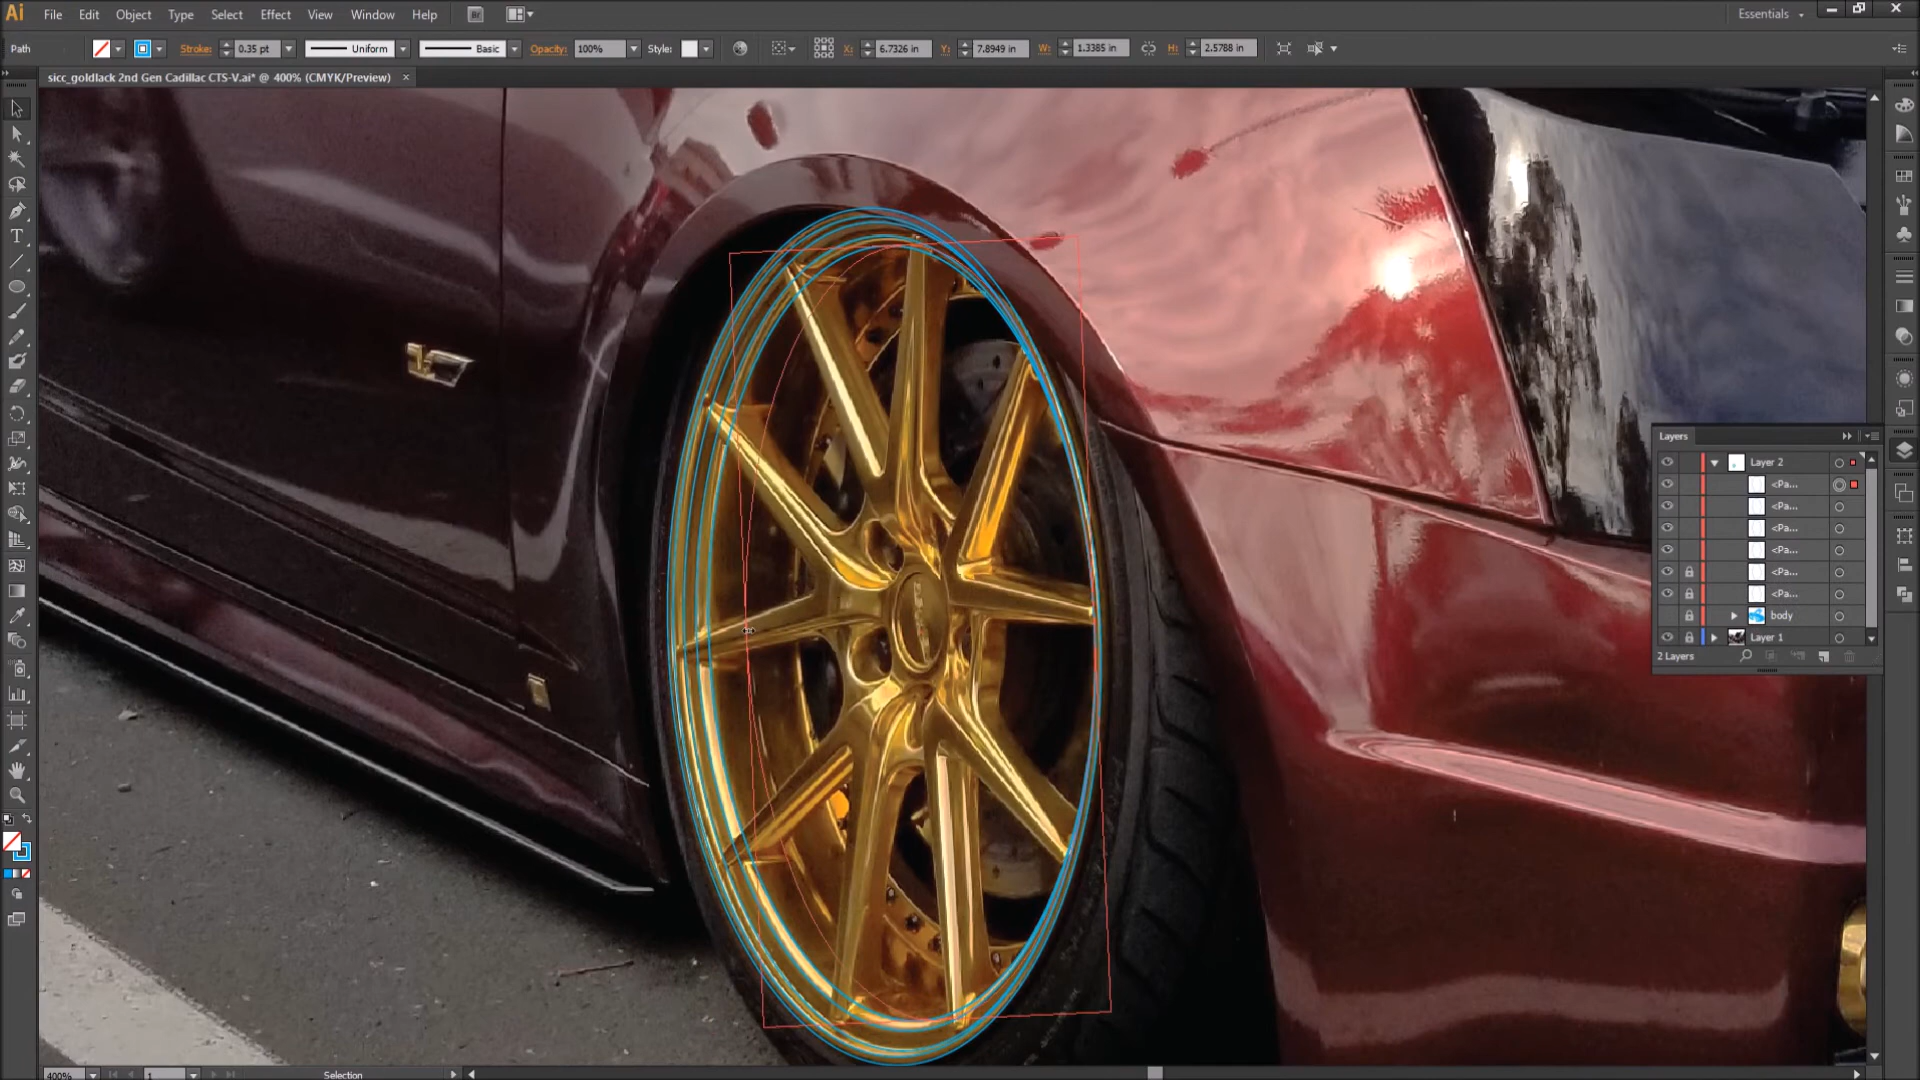 Ai File Edit Object Type Select Effect View Window Help Br Essentials
Path Stroke: 0.35 pt Uniform Basic Opacity: 100% Style: X: 6.7326 in Y: 7.8949 in W: 1.3385 in H: 2.5788 in
sicc_goldlack 2nd Gen Cadillac CTS-V.ai* @ 400% (CMYK/Preview) ×
Layers
Layer 2
<Pa...
<Pa...
<Pa...
<Pa...
<Pa...
<Pa...
body
Layer 1
2 Layers
400% 1 Selection